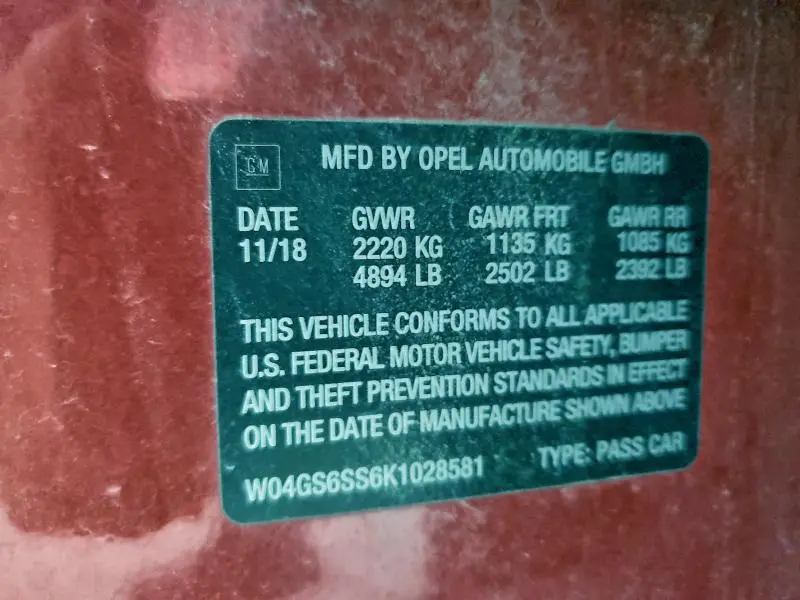 GM MFD BY OPEL AUTOMOBILE GMBH
DATE GVWR GAWR FRT GAWR RR
11/18 2220 KG 1135 KG 1085 KG
4894 LB 2502 LB 2392 LB
THIS VEHICLE CONFORMS TO ALL APPLICABLE
U.S. FEDERAL MOTOR VEHICLE SAFETY, BUMPER
AND THEFT PREVENTION STANDARDS IN EFFECT
ON THE DATE OF MANUFACTURE SHOWN ABOVE
W04GS6SS6K1028581 TYPE: PASS CAR